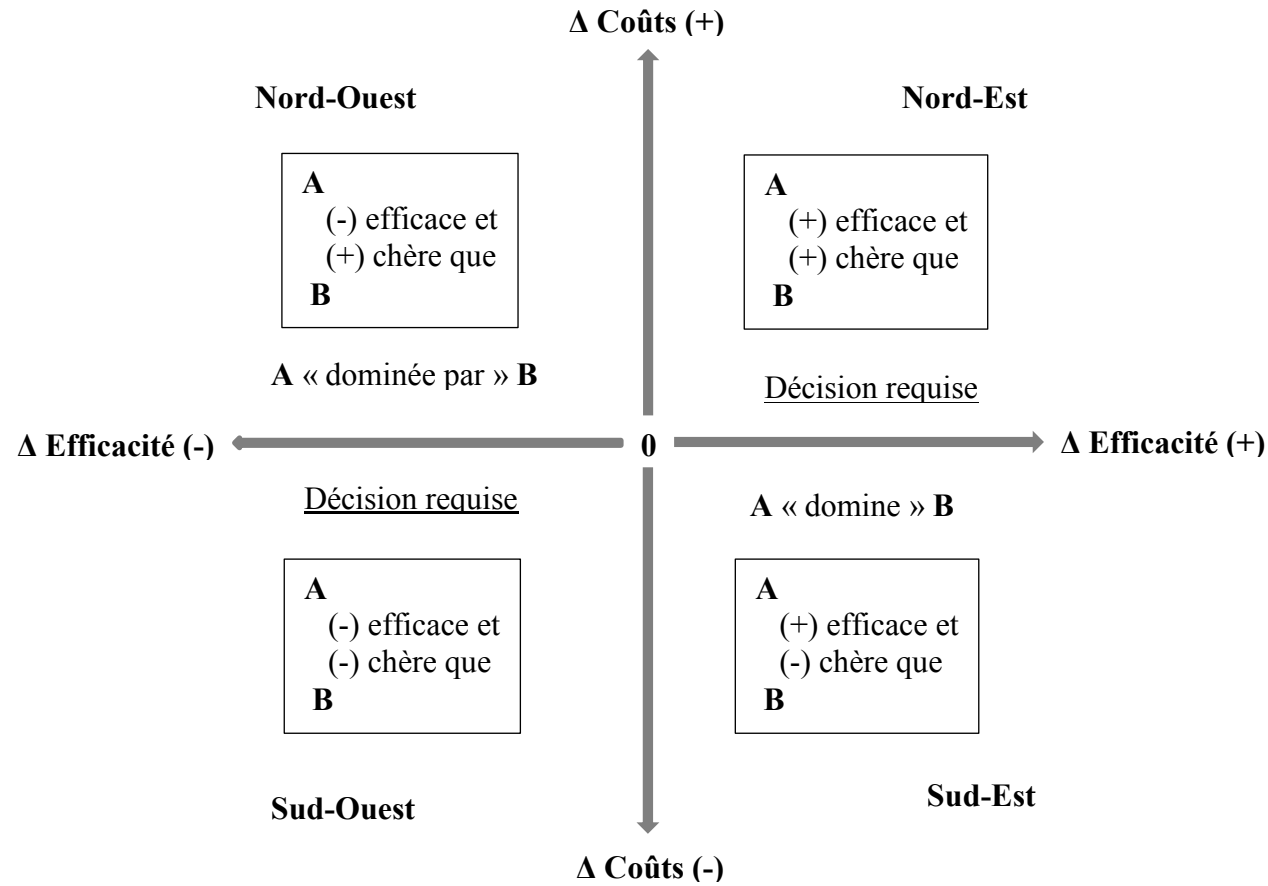 Δ Coûts (+)
Nord-Ouest
Nord-Est
A
(-) efficace et
(+) chère que
B
A
(+) efficace et
(+) chère que
B
A « dominée par » B
Décision requise
Δ Efficacité (-)
0
Δ Efficacité (+)
Décision requise
A « domine » B
A
(-) efficace et
(-) chère que
B
A
(+) efficace et
(-) chère que
B
Sud-Ouest
Sud-Est
Δ Coûts (-)